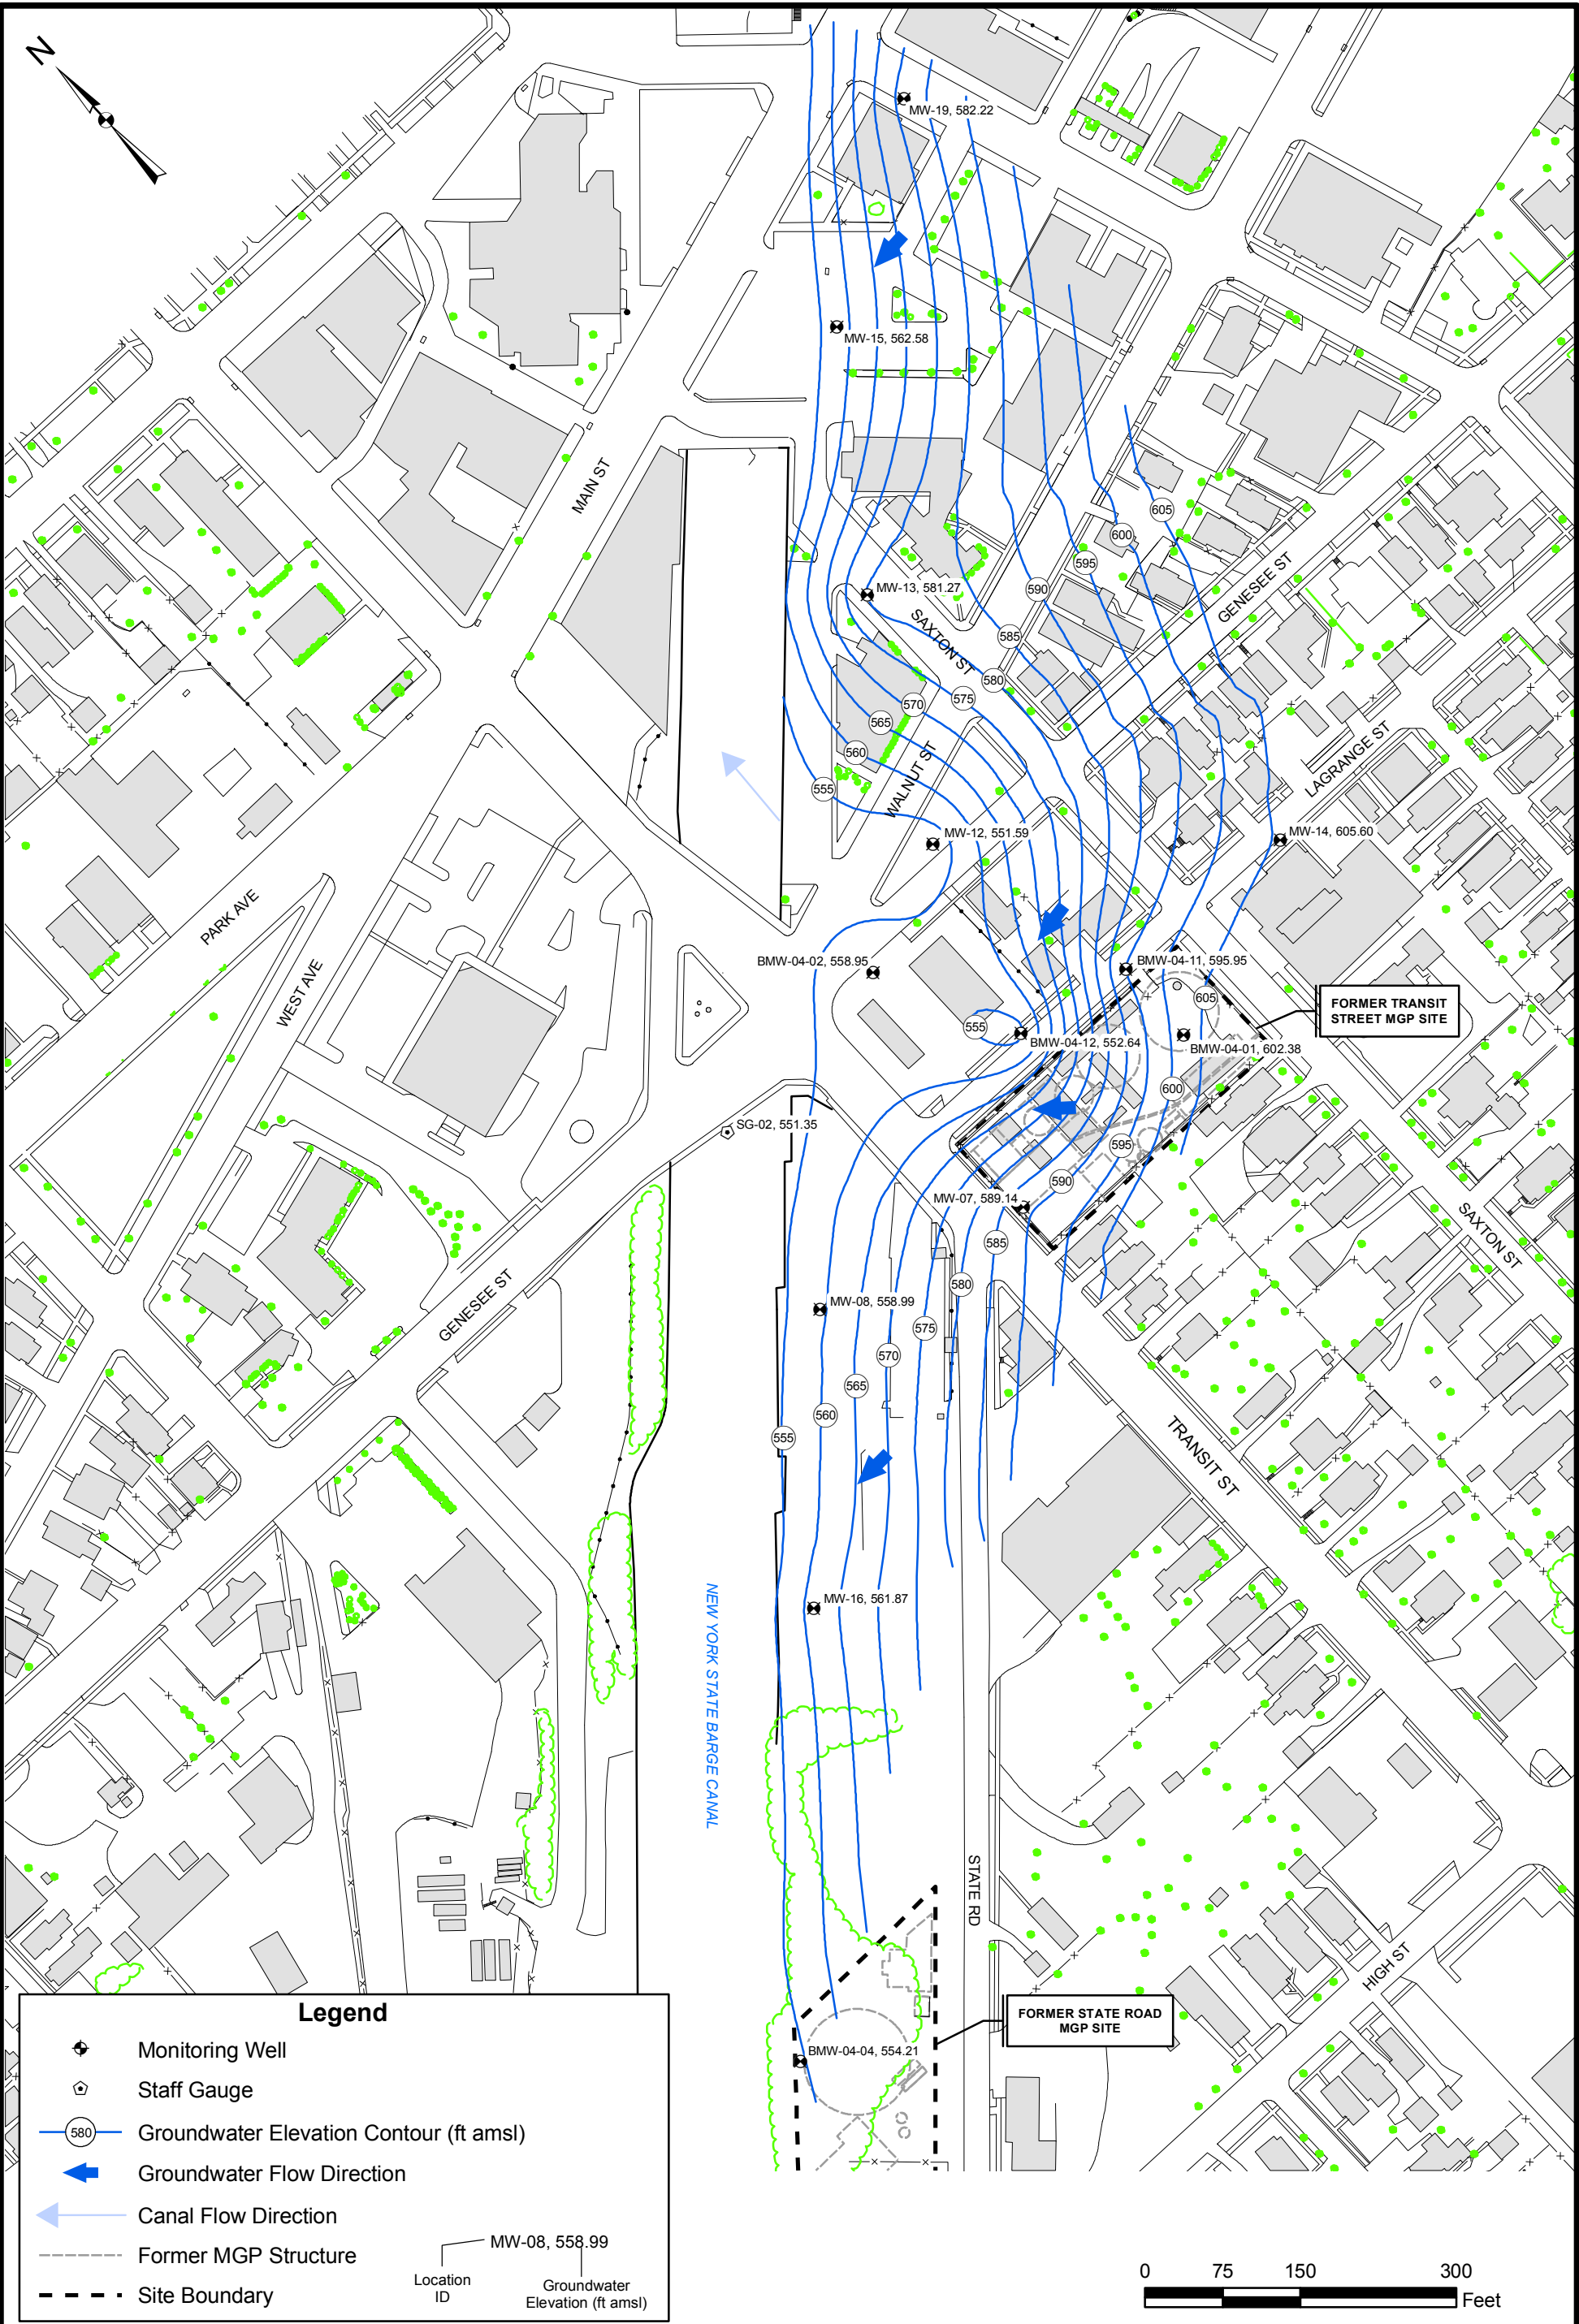 N
MW-19, 582.22
MW-15, 562.58
MAIN ST
605
600
595
GENESEE ST
590
MW-13, 581.27
SAXTON ST
585
580
575
570
565
560
555
WALNUT ST
LAGRANGE ST
MW-12, 551.59
MW-14, 605.60
PARK AVE
WEST AVE
BMW-04-02, 558.95
BMW-04-11, 595.95
605
FORMER TRANSIT
STREET MGP SITE
555
BMW-04-12, 552.64
BMW-04-01, 602.38
600
SG-02, 551.35
595
590
MW-07, 589.14
SAXTON ST
585
580
GENESEE ST
MW-08, 558.99
575
570
565
560
555
TRANSIT ST
MW-16, 561.87
NEW YORK STATE BARGE CANAL
STATE RD
HIGH ST
FORMER STATE ROAD
MGP SITE
BMW-04-04, 554.21
Legend
Monitoring Well
Staff Gauge
580
Groundwater Elevation Contour (ft amsl)
Groundwater Flow Direction
Canal Flow Direction
Former MGP Structure
Site Boundary
MW-08, 558.99
Location
ID
Groundwater
Elevation (ft amsl)
0 75 150 300
Feet